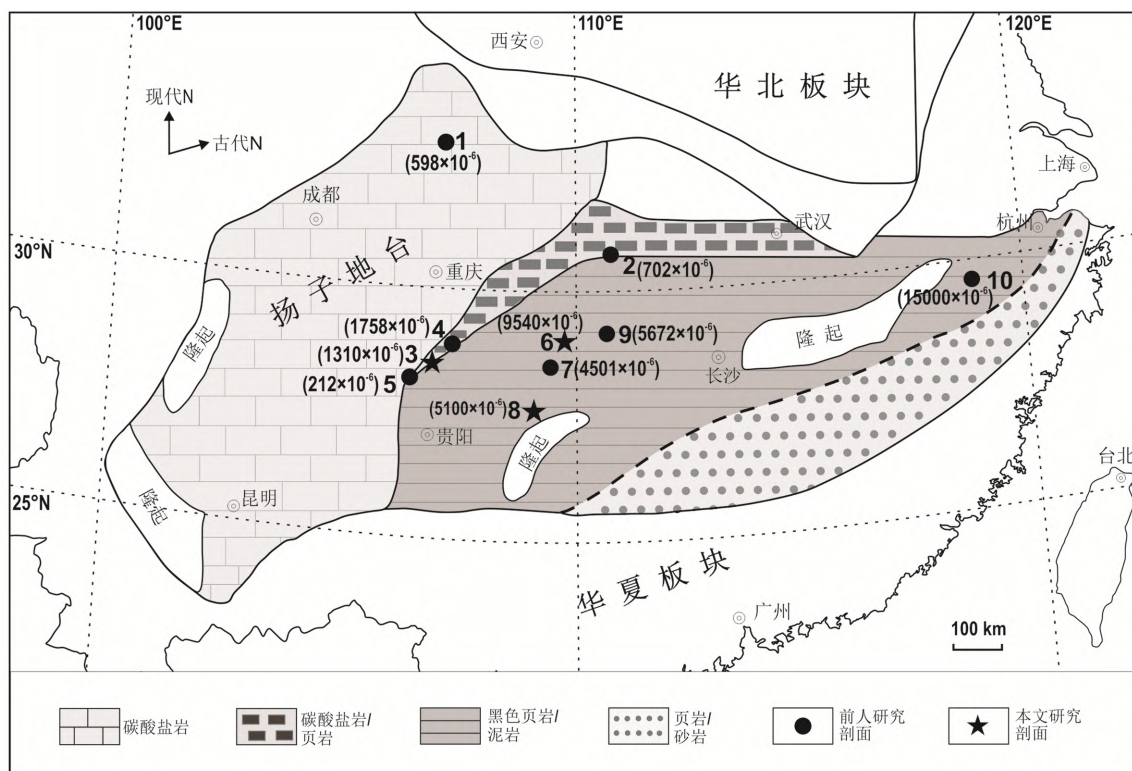 100°E
110°E
120°E
西安
华北板块
现代N
古代N
1
(598×10⁻⁶)
上海
成都
武汉
杭州
30°N
扬子地台
重庆
2(702×10⁻⁶)
10
(15000×10⁻⁶)
隆起
(1758×10⁻⁶)
4
(9540×10⁻⁶)
6
9(5672×10⁻⁶)
隆起
(1310×10⁻⁶)
3
长沙
(212×10⁻⁶)
5
7(4501×10⁻⁶)
(5100×10⁻⁶)8
贵阳
隆起
台北
25°N
隆起
昆明
华夏板块
广州
100 km
碳酸盐岩
碳酸盐岩/
页岩
黑色页岩/
泥岩
页岩/
砂岩
前人研究
剖面
本文研究
剖面